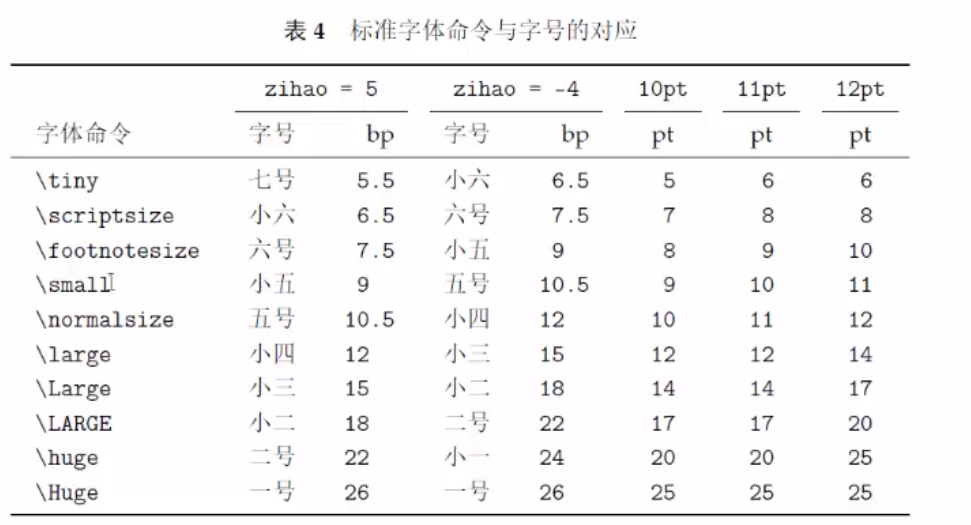 表 4 标准字体命令与字号的对应
zihao = 5 zihao = -4 10pt 11pt 12pt
字体命令 字号 bp 字号 bp pt pt pt
\tiny 七号 5.5 小六 6.5 5 6 6
\scriptsize 小六 6.5 六号 7.5 7 8 8
\footnotesize 六号 7.5 小五 9 8 9 10
\small 小五 9 五号 10.5 9 10 11
\normalsize 五号 10.5 小四 12 10 11 12
\large 小四 12 小三 15 12 12 14
\Large 小三 15 小二 18 14 14 17
\LARGE 小二 18 二号 22 17 17 20
\huge 二号 22 小一 24 20 20 25
\Huge 一号 26 一号 26 25 25 25